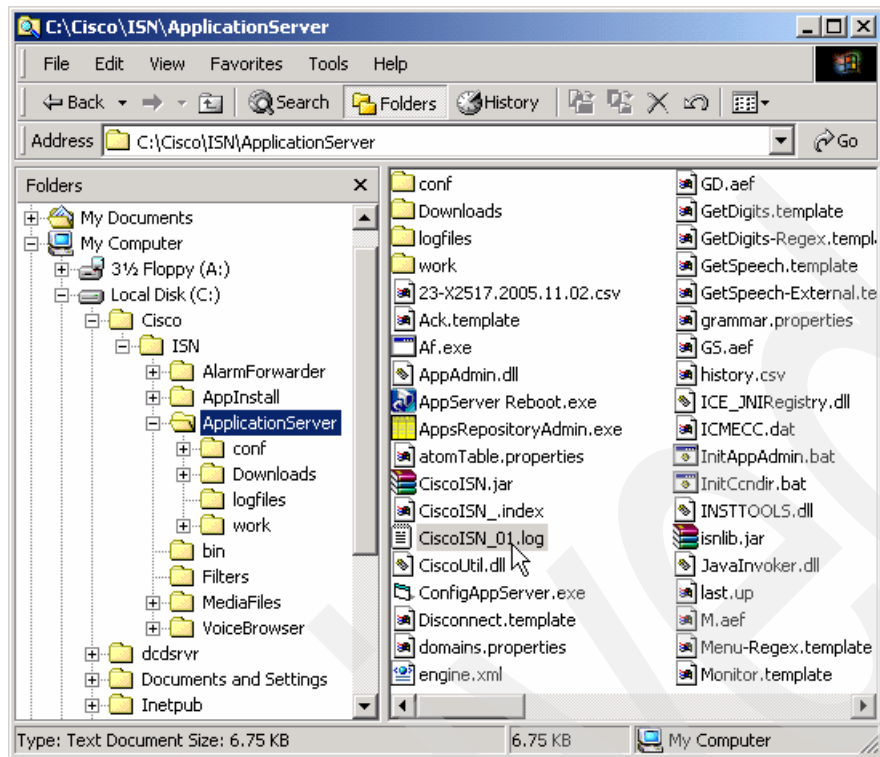 C:\Cisco\ISN\ApplicationServer
File Edit View Favorites Tools Help
Back Search Folders History
Address C:\Cisco\ISN\ApplicationServer Go
Folders
My Documents
My Computer
3½ Floppy (A:)
Local Disk (C:)
Cisco
ISN
AlarmForwarder
AppInstall
ApplicationServer
conf
Downloads
logfiles
work
bin
Filters
MediaFiles
VoiceBrowser
dcdsrvr
Documents and Settings
Inetpub
conf
Downloads
logfiles
work
23-X2517.2005.11.02.csv
Ack.template
Af.exe
AppAdmin.dll
AppServer Reboot.exe
AppsRepositoryAdmin.exe
atomTable.properties
CiscoISN.jar
CiscoISN_.index
CiscoISN_01.log
CiscoUtil.dll
ConfigAppServer.exe
Disconnect.template
domains.properties
engine.xml
GD.aef
GetDigits.template
GetDigits-Regex.templ
GetSpeech.template
GetSpeech-External.te
grammar.properties
GS.aef
history.csv
ICE_JNIRegistry.dll
ICMECC.dat
InitAppAdmin.bat
InitCcndir.bat
INSTTOOLS.dll
isnlib.jar
JavaInvoker.dll
last.up
M.aef
Menu-Regex.template
Monitor.template
Type: Text Document Size: 6.75 KB 6.75 KB My Computer